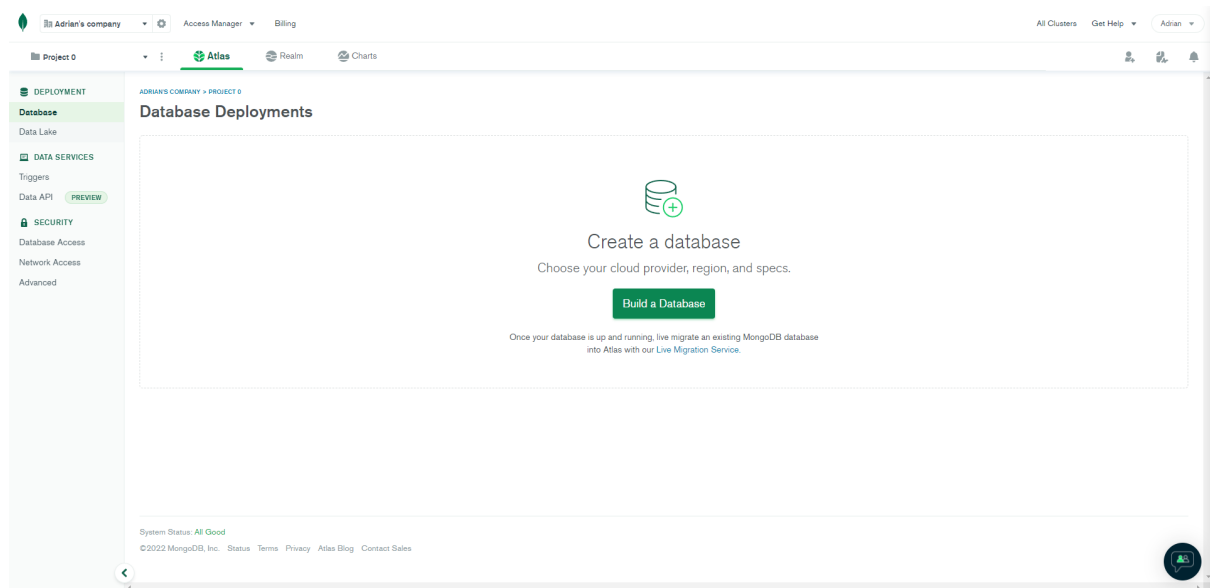 Adrian's company
Access Manager
Billing
All Clusters
Get Help
Adrian
Project 0
Atlas
Realm
Charts
DEPLOYMENT
Database
Data Lake
DATA SERVICES
Triggers
Data API PREVIEW
SECURITY
Database Access
Network Access
Advanced
ADRIAN'S COMPANY > PROJECT 0
Database Deployments
Create a database
Choose your cloud provider, region, and specs.
Build a Database
Once your database is up and running, live migrate an existing MongoDB database
into Atlas with our Live Migration Service.
System Status: All Good
©2022 MongoDB, Inc. Status Terms Privacy Atlas Blog Contact Sales